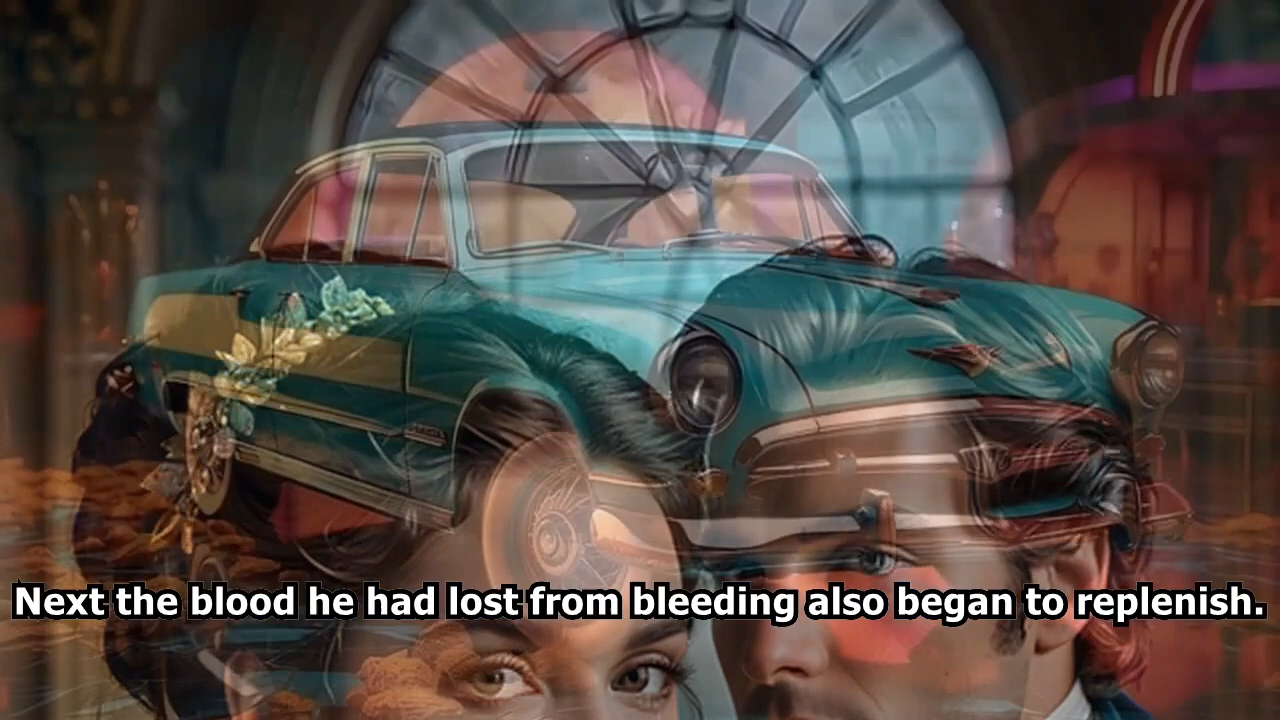 Next the blood he had lost from bleeding also began to replenish.